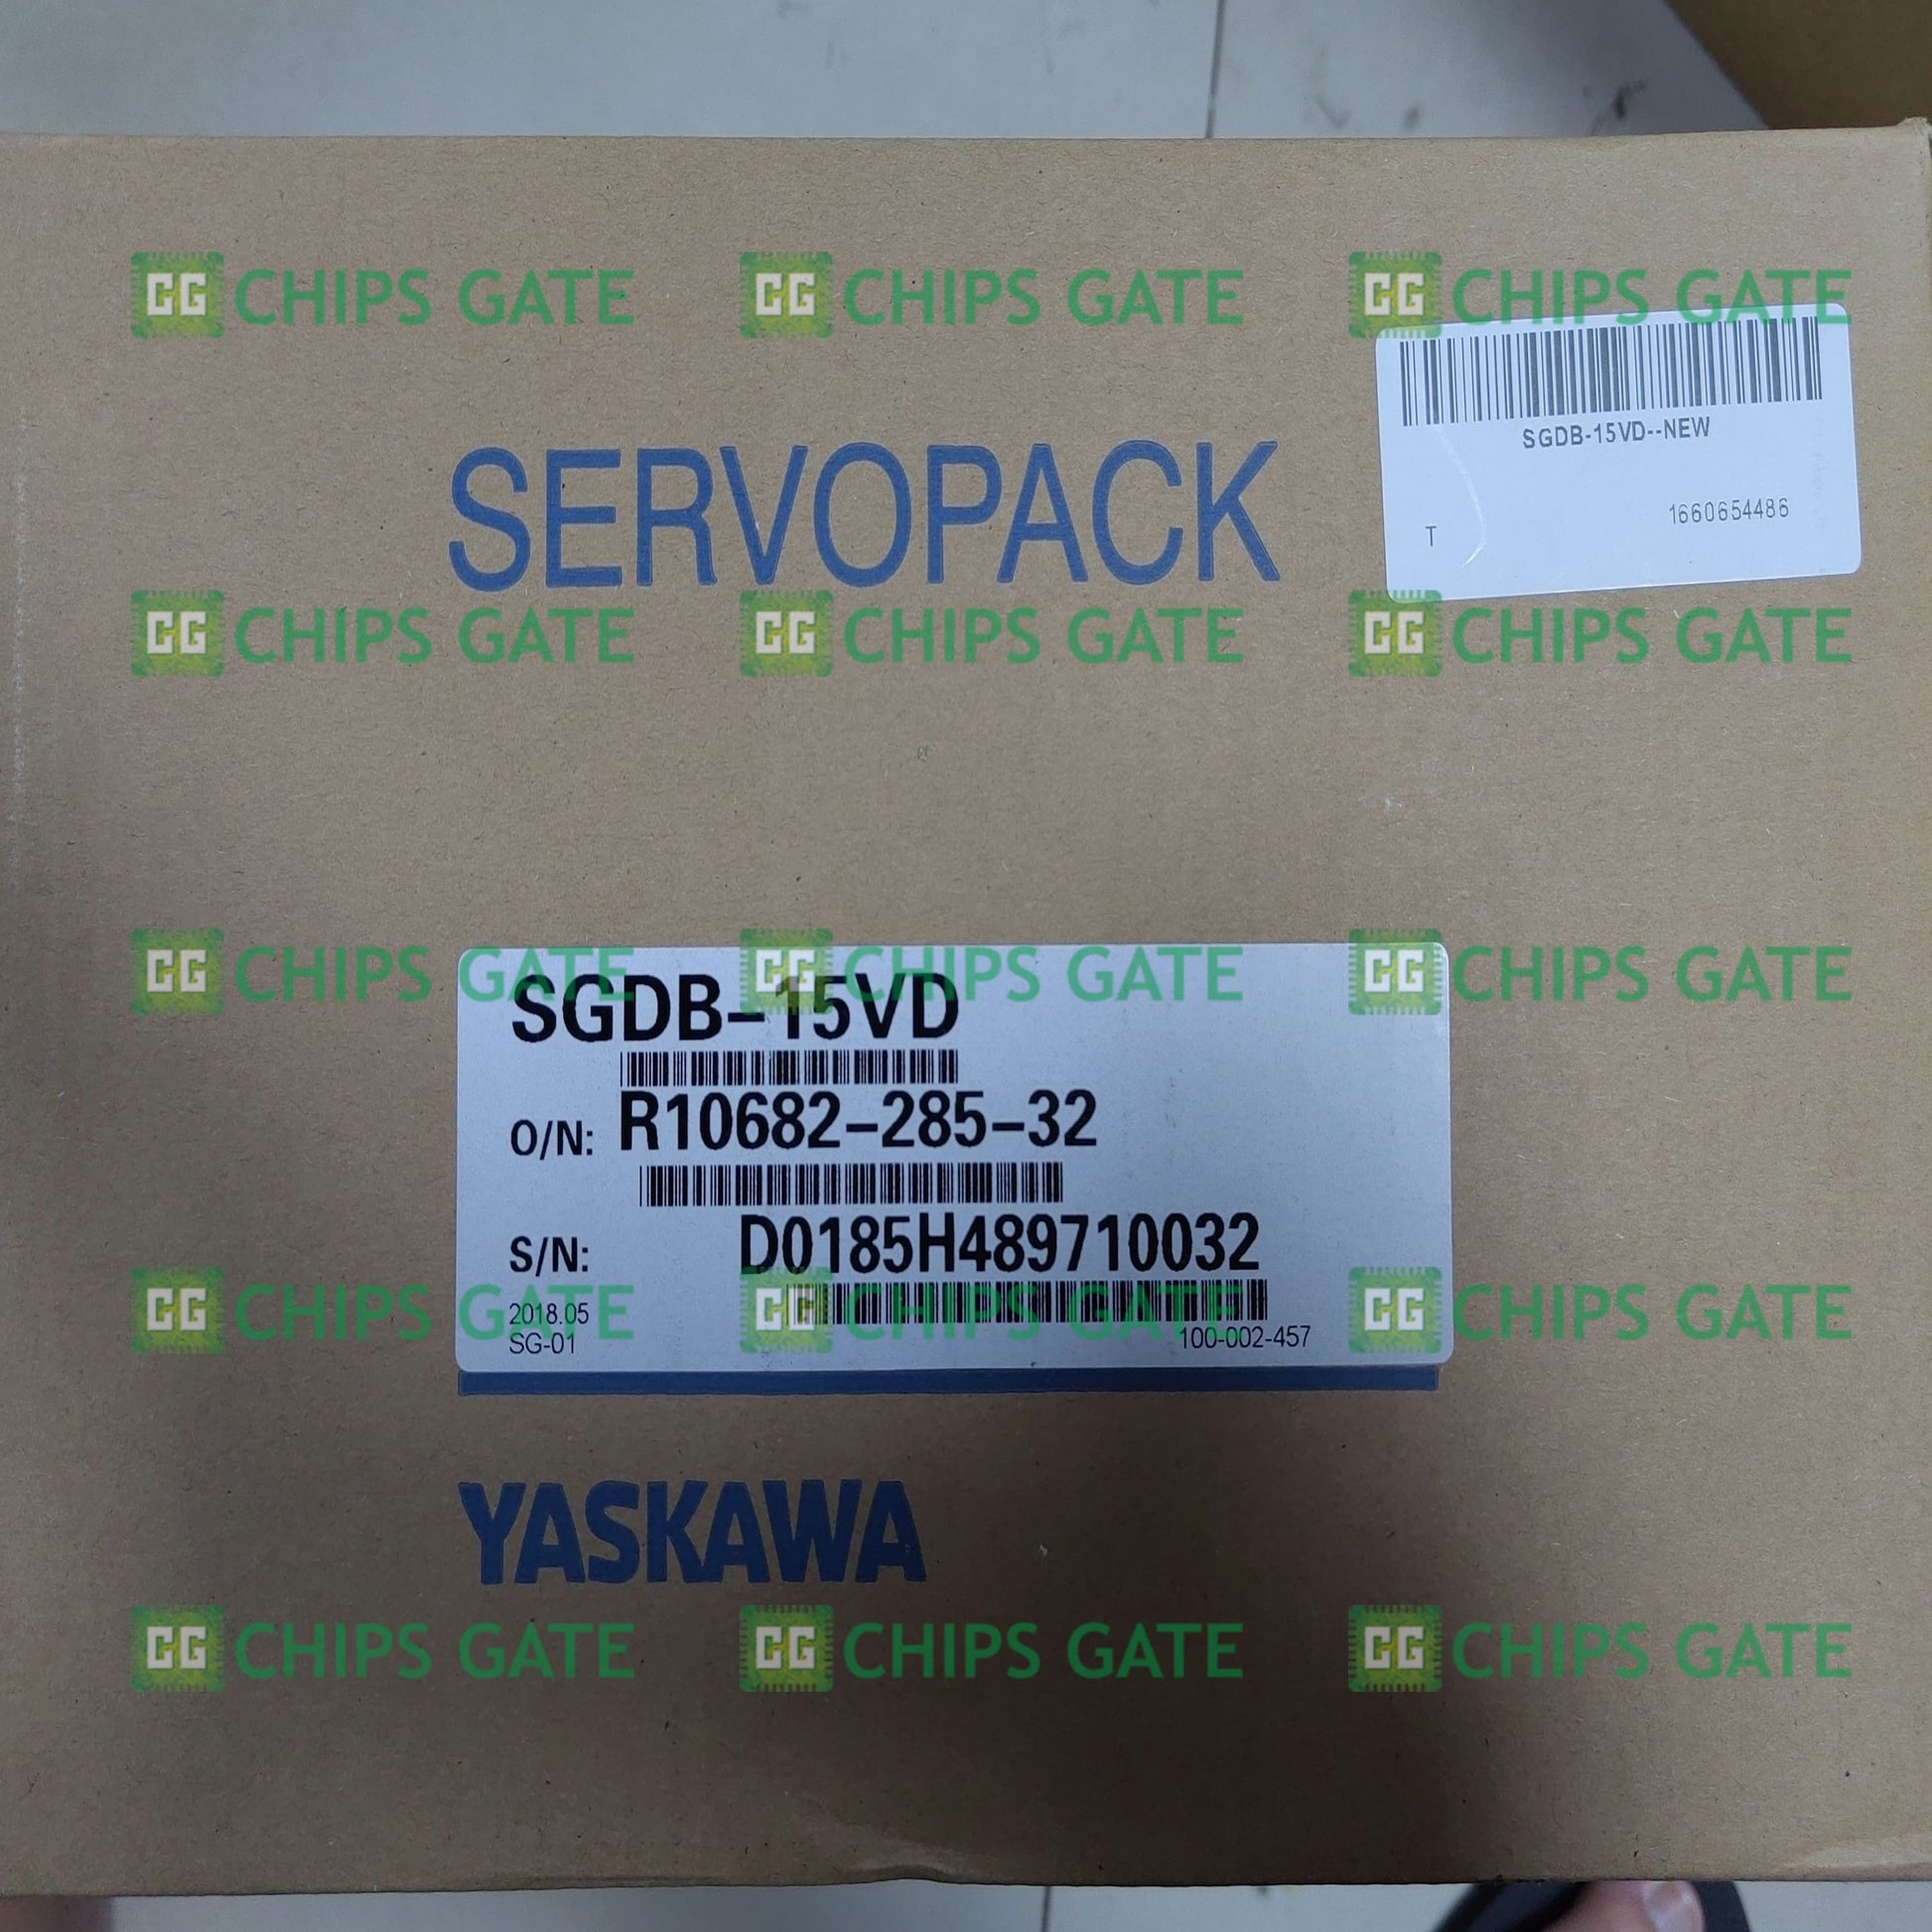 CG CHIPS GATE CG CHIPS GATE CG CHIPS GATE
SGDB-15VD--NEW
SERVOPACK
1660654486
T
CG CHIPS GATE CG CHIPS GATE CG CHIPS GATE
CG CHIPS GATE CG CHIPS GATE CG CHIPS GATE
SGDB-15VD
O/N: R10682-285-32
S/N: D0185H489710032
CG CHIPS GATE CG CHIPS GATE CG CHIPS GATE
2018.05
SG-01
100-002-457
YASKAWA
CG CHIPS GATE CG CHIPS GATE CG CHIPS GATE